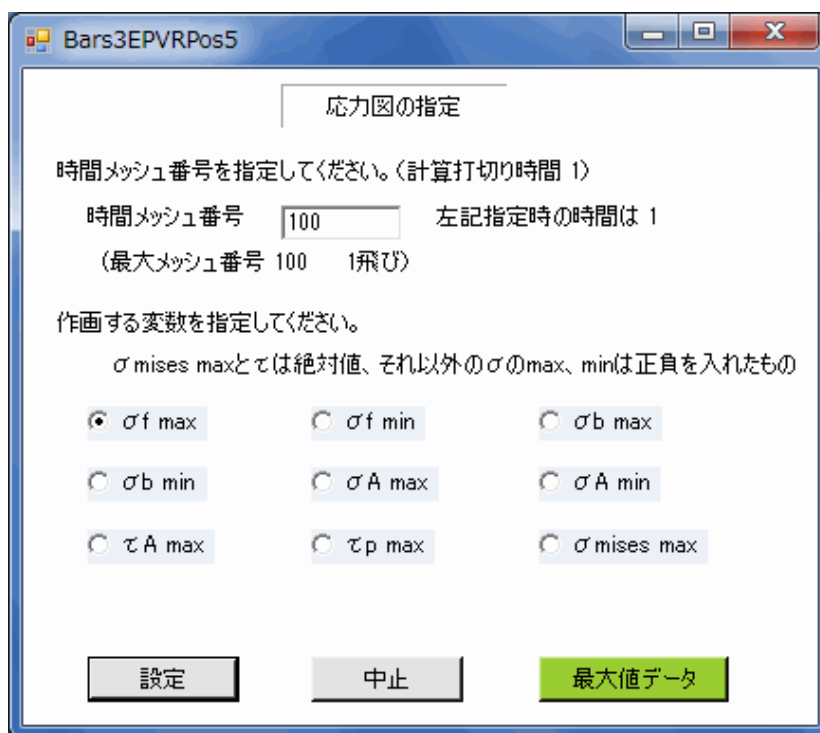 Bars3EPVRPos5
応力図の指定
時間メッシュ番号を指定してください。(計算打切り時間 1)
時間メッシュ番号 100 左記指定時の時間は 1
(最大メッシュ番号 100 1飛び)
作画する変数を指定してください。
σmises maxとτは絶対値、それ以外のσのmax、minは正負を入れたもの
σf max σf min σb max
σb min σA max σA min
τA max τp max σmises max
設定 中止 最大値データ